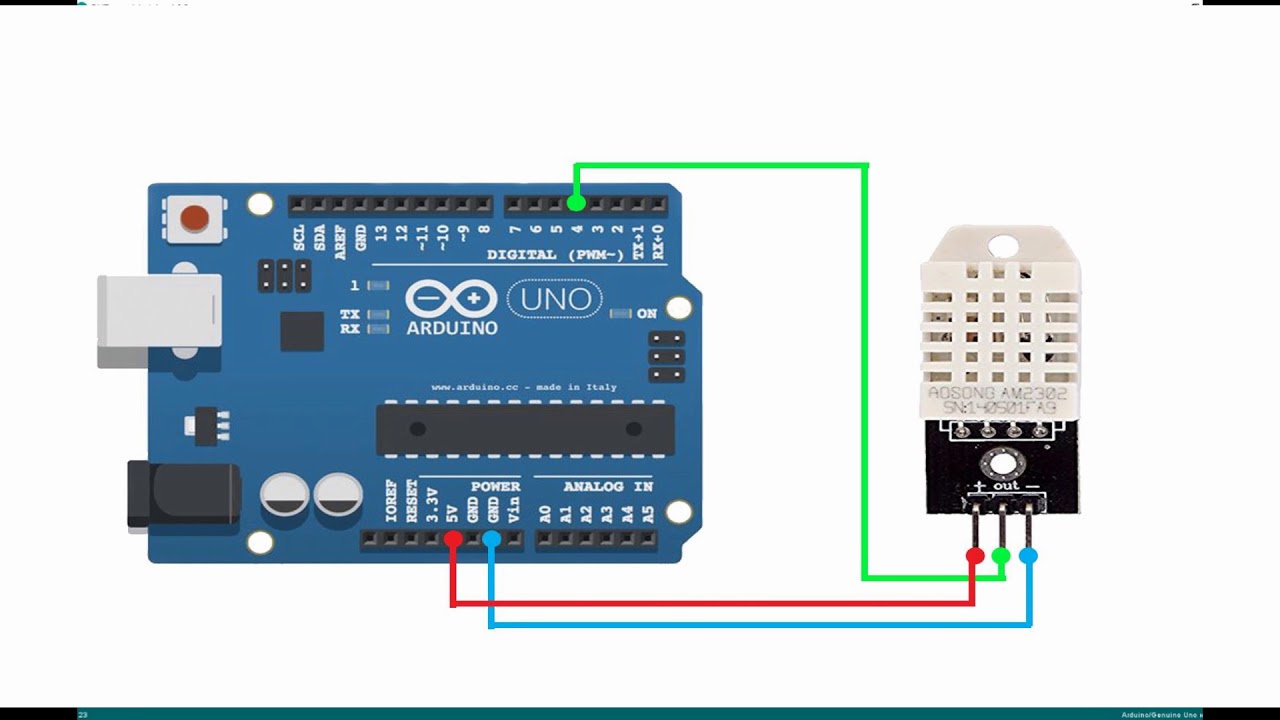 SCL
SDA
AREF
GND
13
12
~11
~10
~9
8
7
6
5
4
3
2
TX→1
RX←0
DIGITAL (PWM~)
1
TX
RX
UNO
ON
ARDUINO
www.arduino.cc - made in Italy
AOSONG AM2302
SN:140501FA9
+ out -
POWER
ANALOG IN
IOREF
RESET
3.3V
5V
GND
GND
Vin
A0
A1
A2
A3
A4
A5
23
Arduino/Genuino Uno